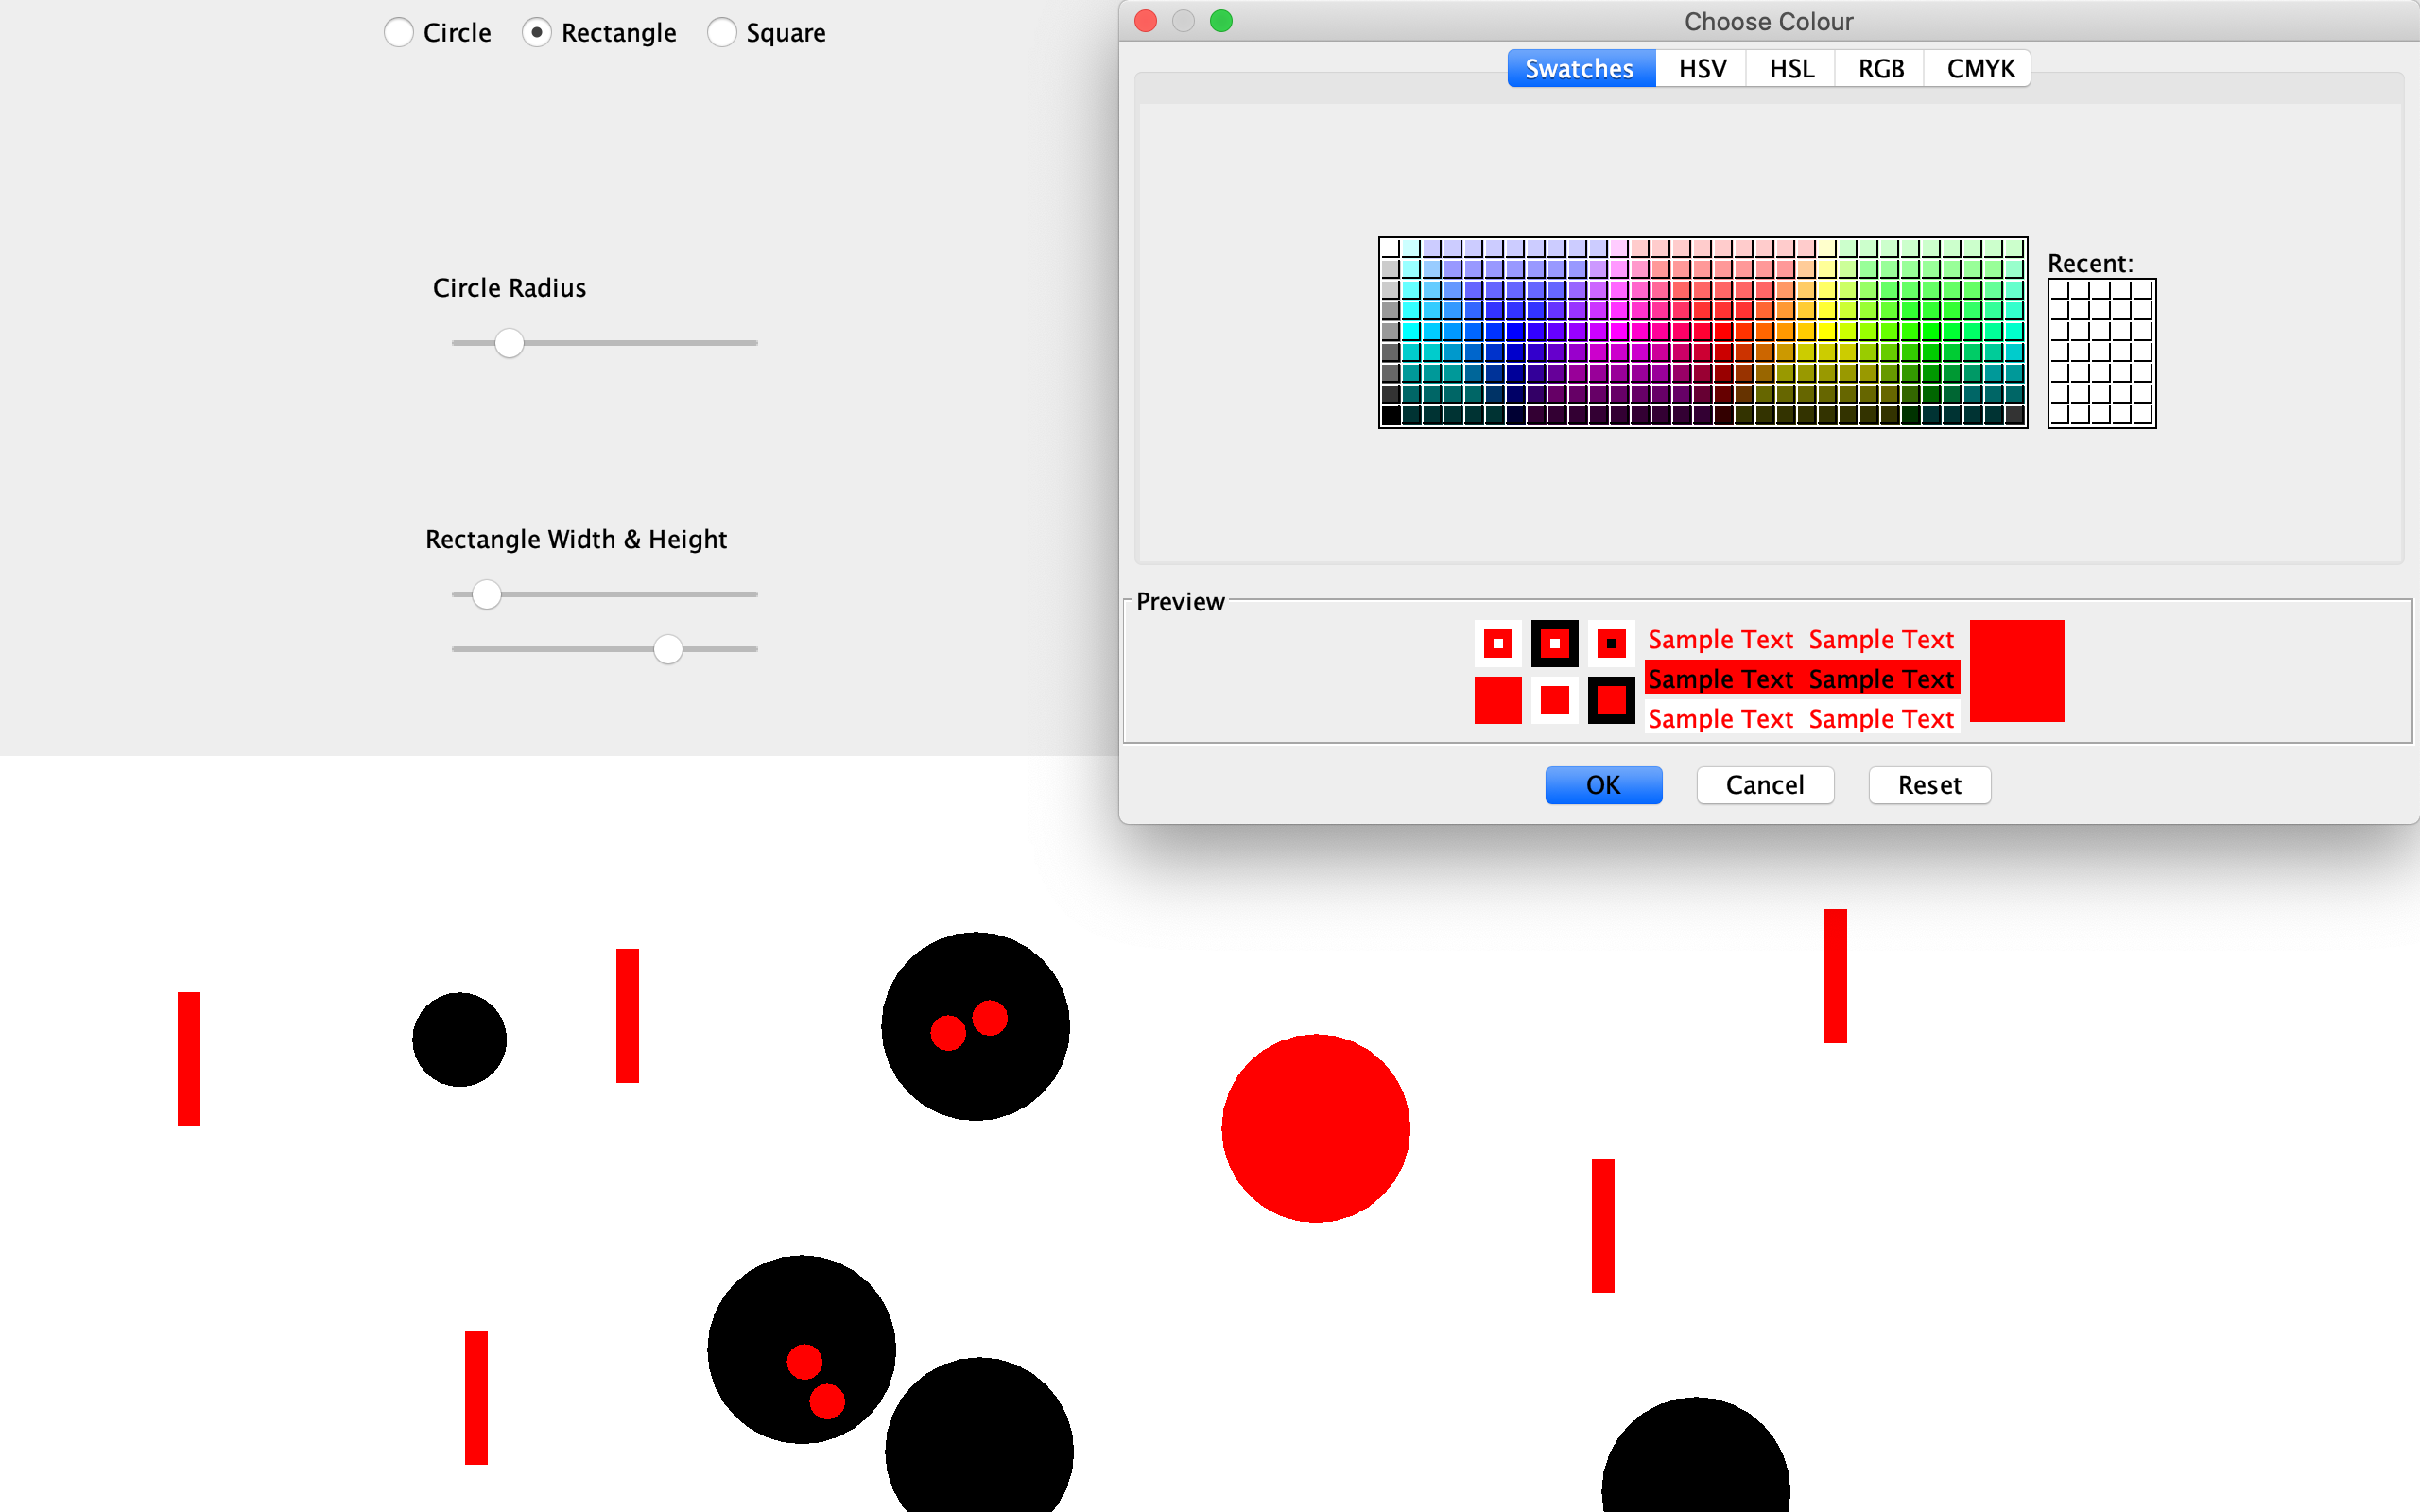 Circle Rectangle Square
Circle Radius
Rectangle Width & Height
Choose Colour
Swatches HSV HSL RGB CMYK
Recent:
Preview
Sample Text Sample Text
Sample Text Sample Text
Sample Text Sample Text
OK Cancel Reset